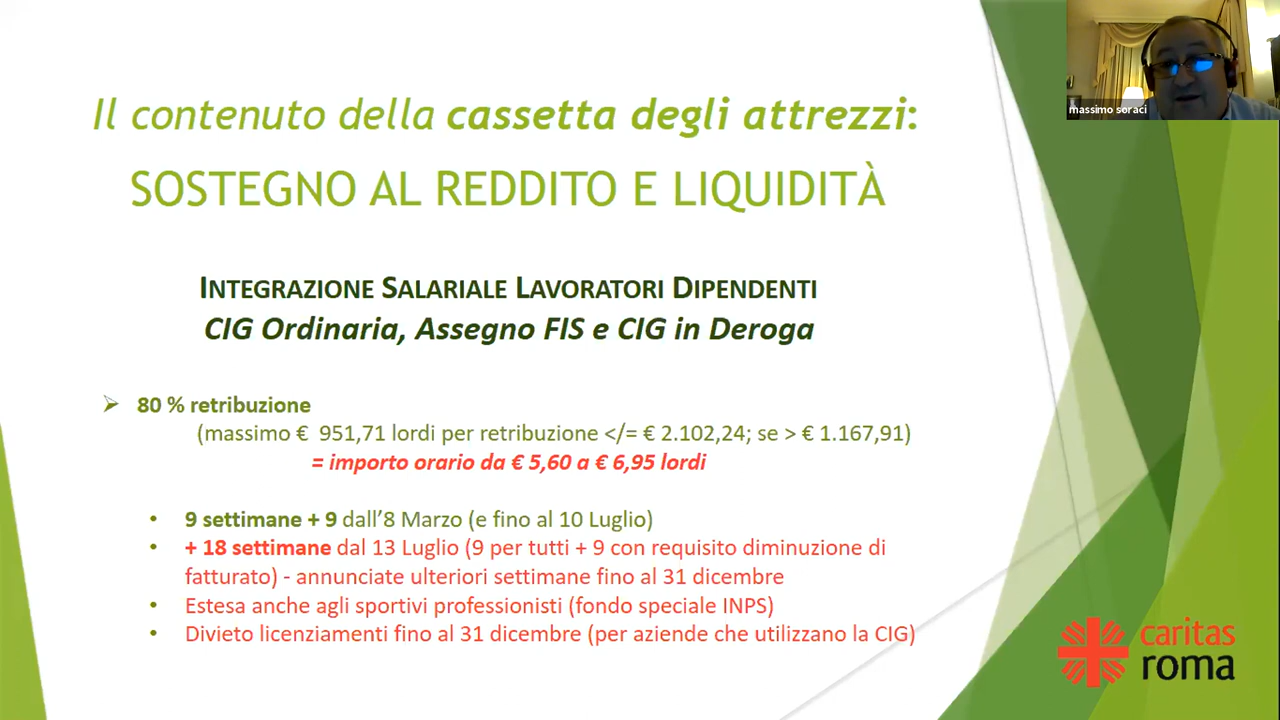 massimo soraci
Il contenuto della cassetta degli attrezzi:
SOSTEGNO AL REDDITO E LIQUIDITÀ
INTEGRAZIONE SALARIALE LAVORATORI DIPENDENTI
CIG Ordinaria, Assegno FIS e CIG in Deroga
➢ 80 % retribuzione
(massimo € 951,71 lordi per retribuzione </= € 2.102,24; se > € 1.167,91)
= importo orario da € 5,60 a € 6,95 lordi
• 9 settimane + 9 dall'8 Marzo (e fino al 10 Luglio)
• + 18 settimane dal 13 Luglio (9 per tutti + 9 con requisito diminuzione di
fatturato) - annunciate ulteriori settimane fino al 31 dicembre
• Estesa anche agli sportivi professionisti (fondo speciale INPS)
• Divieto licenziamenti fino al 31 dicembre (per aziende che utilizzano la CIG)
caritas
roma